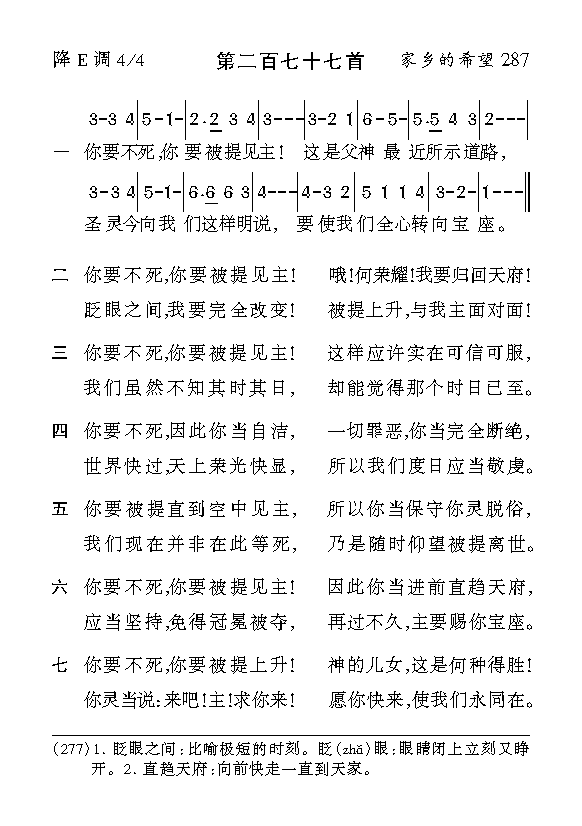 降E调 4/4 第二百七十七首 家乡的希望 287
3-3 4|5-1-|2·2 3 4|3---|3-2 1|6-5-|5·5 4 3|2---|
一 你要不死,你要被提见主! 这是父神最近所示道路,
3-3 4|5-1-|6·6 6 3|4---|4-3 2|5 1 1 4|3-2-|1---‖
圣灵今向我们这样明说, 要使我们全心转向宝座。
二 你要不死,你要被提见主! 哦!何荣耀!我要归回天府!
眨眼之间,我要完全改变! 被提上升,与我主面对面!
三 你要不死,你要被提见主! 这样应许实在可信可服,
我们虽然不知其时其日, 却能觉得那个时日已至。
四 你要不死,因此你当自洁, 一切罪恶,你当完全断绝,
世界快过,天上荣光快显, 所以我们度日应当敬虔。
五 你要被提直到空中见主, 所以你当保守你灵脱俗,
我们现在并非在此等死, 乃是随时仰望被提离世。
六 你要不死,你要被提见主! 因此你当进前直趋天府,
应当坚持,免得冠冕被夺, 再过不久,主要赐你宝座。
七 你要不死,你要被提上升! 神的儿女,这是何种得胜!
你灵当说:来吧!主!求你来! 愿你快来,使我们永同在。
(277)1. 眨眼之间:比喻极短的时刻。眨(zhǎ)眼:眼睛闭上立刻又睁
开。2. 直趋天府:向前快走一直到天家。